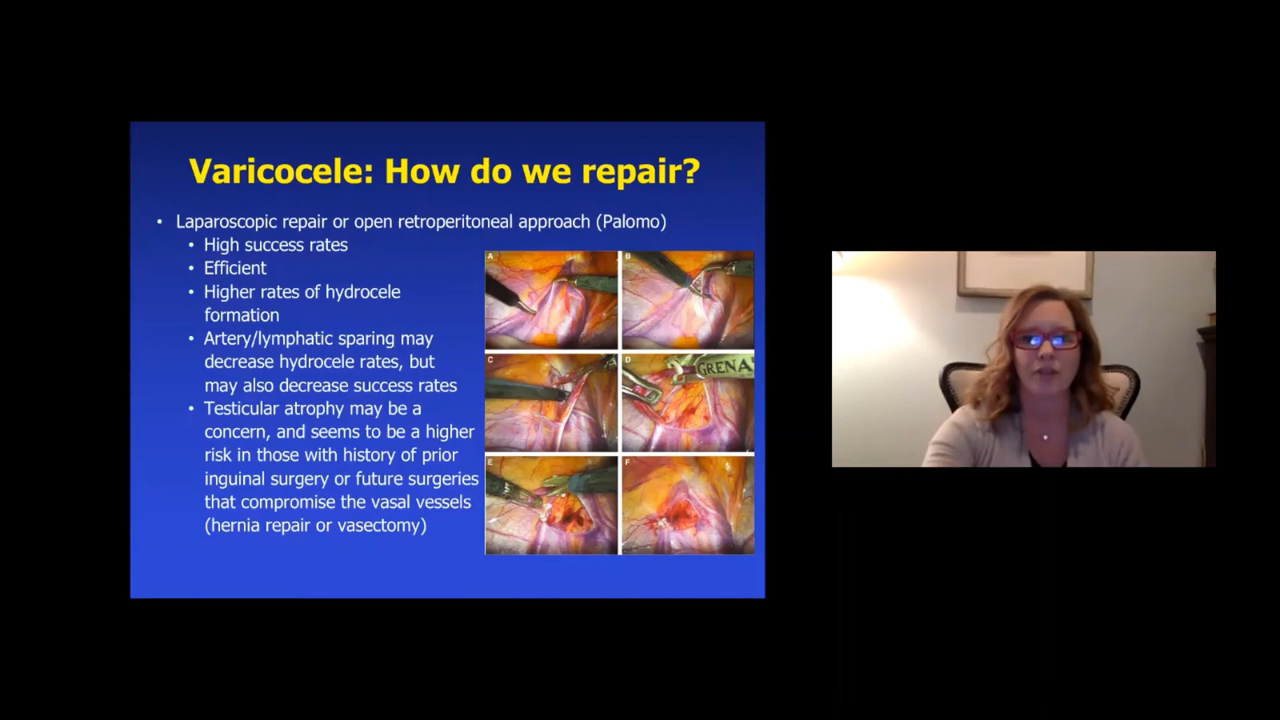 Varicocele: How do we repair?
• Laparoscopic repair or open retroperitoneal approach (Palomo)
• High success rates
• Efficient
• Higher rates of hydrocele
formation
• Artery/lymphatic sparing may
decrease hydrocele rates, but
may also decrease success rates
• Testicular atrophy may be a
concern, and seems to be a higher
risk in those with history of prior
inguinal surgery or future surgeries
that compromise the vasal vessels
(hernia repair or vasectomy)
A B
C D
GRENA
E F